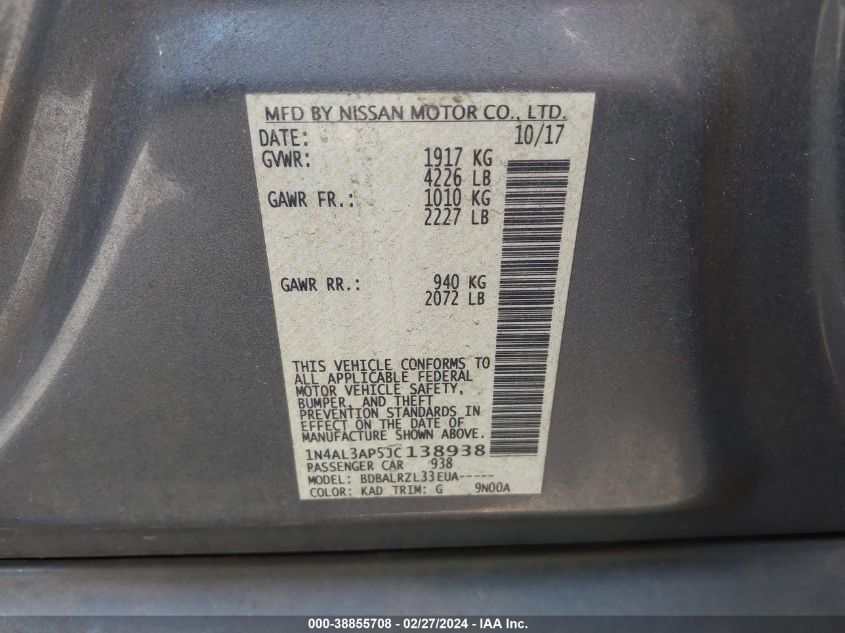 MFD BY NISSAN MOTOR CO., LTD.
DATE: 10/17
GVWR: 1917 KG
4226 LB
GAWR FR.: 1010 KG
2227 LB
GAWR RR.: 940 KG
2072 LB
THIS VEHICLE CONFORMS TO
ALL APPLICABLE FEDERAL
MOTOR VEHICLE SAFETY,
BUMPER, AND THEFT
PREVENTION STANDARDS IN
EFFECT ON THE DATE OF
MANUFACTURE SHOWN ABOVE.
1N4AL3AP5JC138938
PASSENGER CAR 938
MODEL: BDBALRZL33EUA-----
COLOR: KAD TRIM: G 9N00A
000-38855708 - 02/27/2024 - IAA Inc.